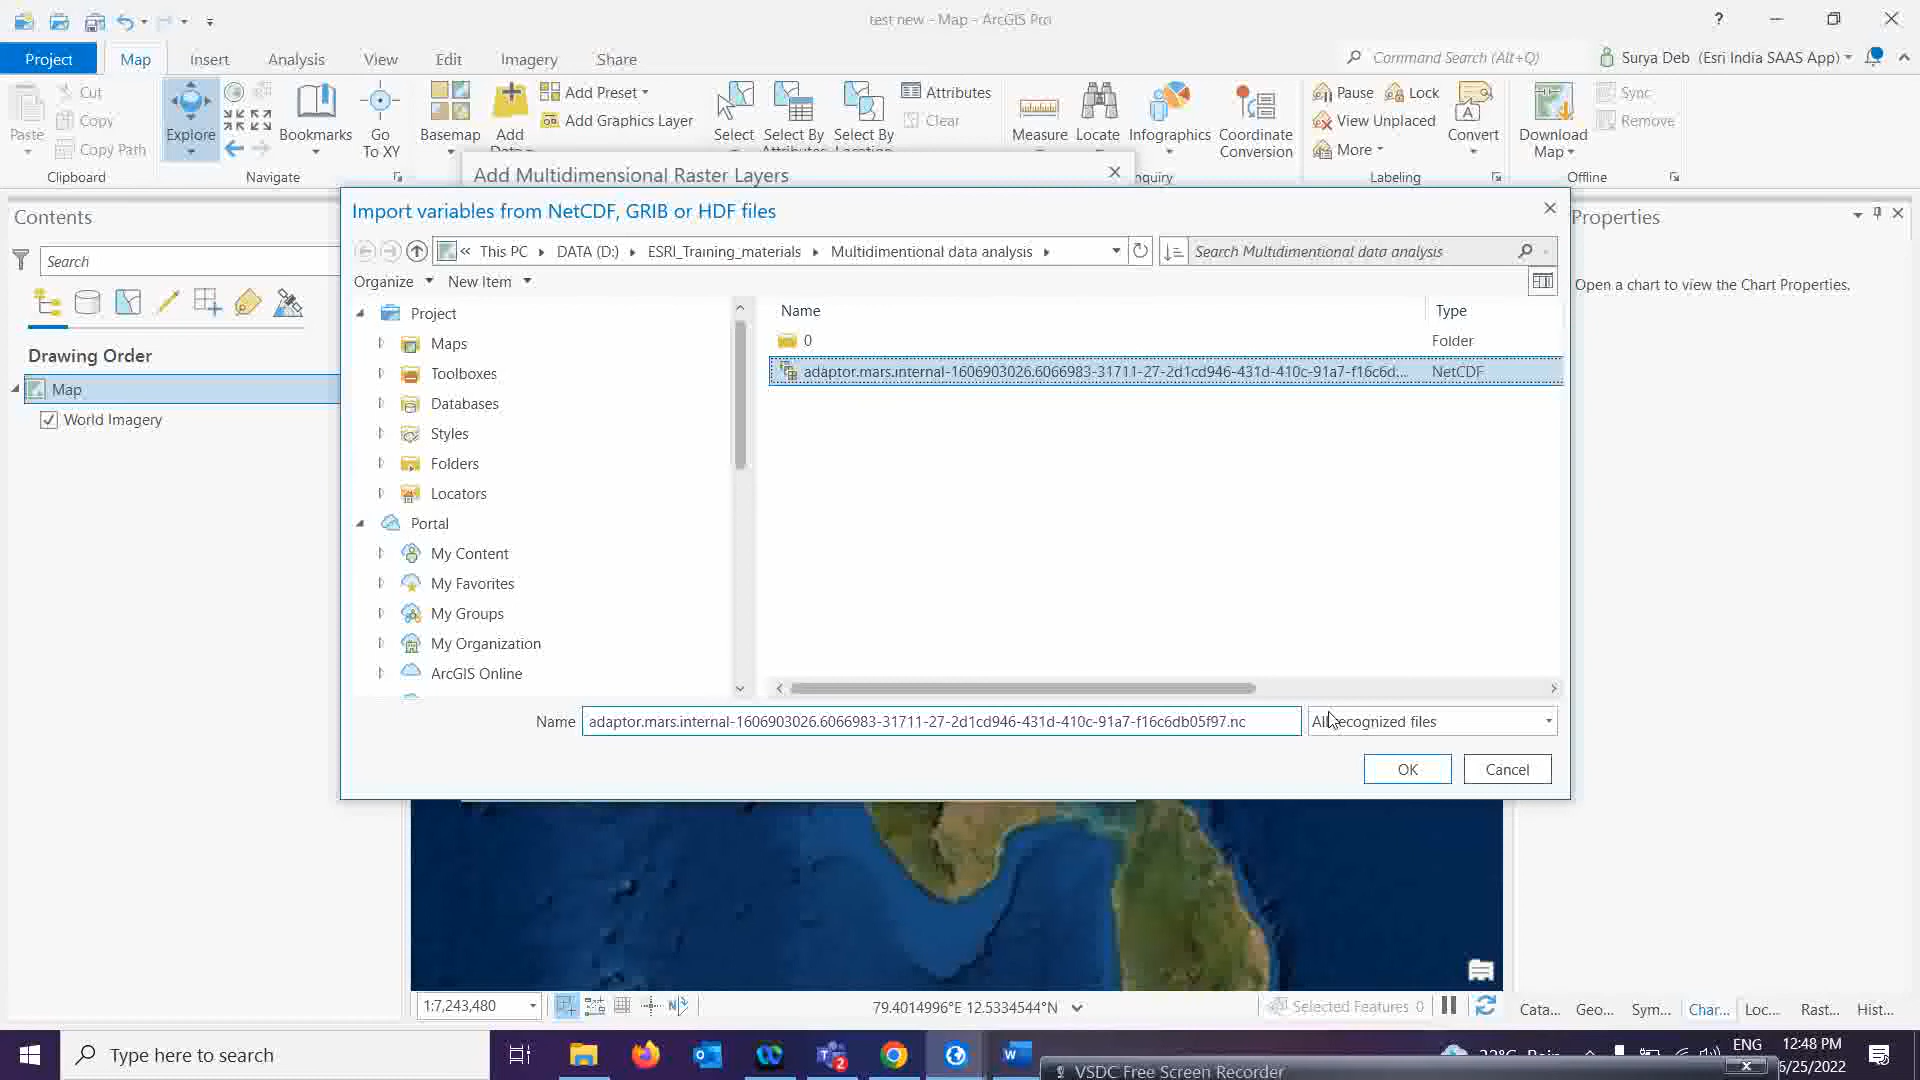 test new - Map - ArcGIS Pro
?
Project
Map
Insert
Analysis
View
Edit
Imagery
Share
Command Search (Alt+Q)
Surya Deb (Esri India SAAS App)
Paste
Cut
Copy
Copy Path
Clipboard
Explore
Bookmarks
Go
To XY
Navigate
Basemap
Add
Data
Add Preset
Add Graphics Layer
Select
Select By
Attributes
Select By
Location
Attributes
Clear
Measure
Locate
Infographics
Coordinate
Conversion
nquiry
Pause
Lock
View Unplaced
More
Convert
Labeling
Download
Map
Sync
Remove
Offline
Contents
Search
Drawing Order
Map
World Imagery
Add Multidimensional Raster Layers
Import variables from NetCDF, GRIB or HDF files
« This PC
DATA (D:)
ESRI_Training_materials
Multidimentional data analysis
Search Multidimentional data analysis
Organize
New Item
Project
Maps
Toolboxes
Databases
Styles
Folders
Locators
Portal
My Content
My Favorites
My Groups
My Organization
ArcGIS Online
Name
Type
0
Folder
adaptor.mars.internal-1606903026.6066983-31711-27-2d1cd946-431d-410c-91a7-f16c6d...
NetCDF
Name
adaptor.mars.internal-1606903026.6066983-31711-27-2d1cd946-431d-410c-91a7-f16c6db05f97.nc
All recognized files
OK
Cancel
Properties
Open a chart to view the Chart Properties.
1:7,243,480
79.4014996°E 12.5334544°N
Selected Features 0
Cata...
Geo...
Sym...
Char...
Loc...
Rast...
Hist...
Type here to search
2
ENG
12:48 PM
6/25/2022
VSDC Free Screen Recorder